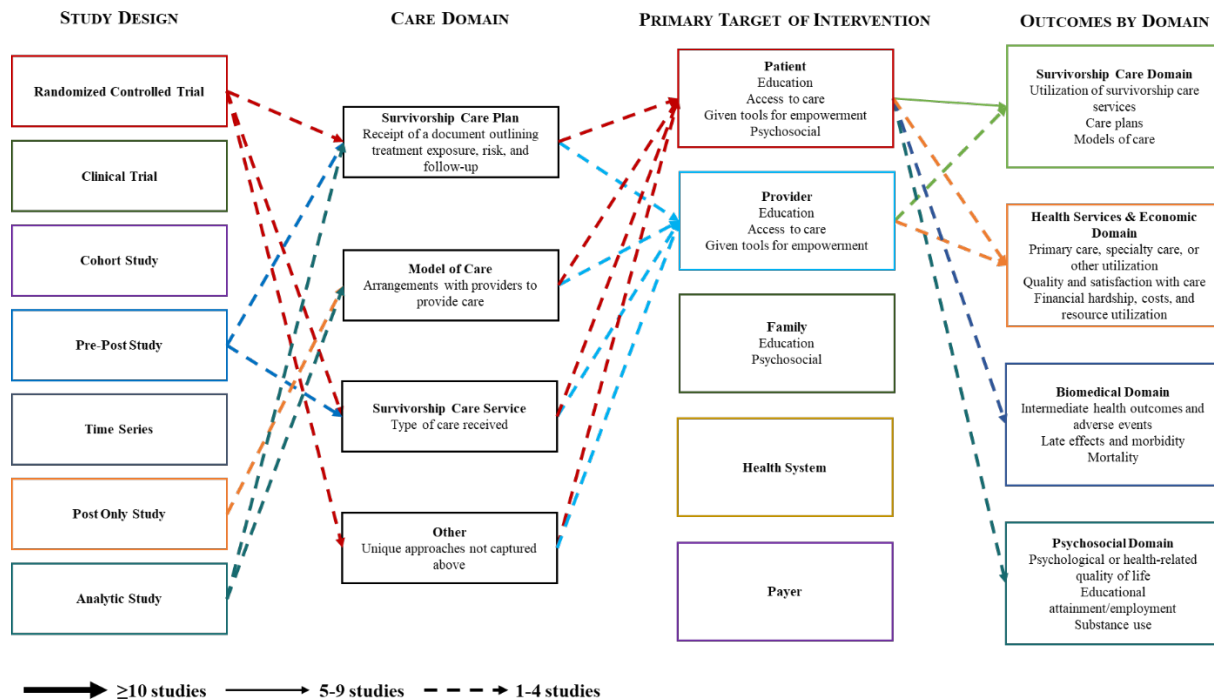 STUDY DESIGN
Randomized Controlled Trial
Clinical Trial
Cohort Study
Pre-Post Study
Time Series
Post Only Study
Analytic Study
CARE DOMAIN
Survivorship Care Plan
Receipt of a document outlining
treatment exposure, risk, and
follow-up
Model of Care
Arrangements with providers to
provide care
Survivorship Care Service
Type of care received
Other
Unique approaches not captured
above
PRIMARY TARGET OF INTERVENTION
Patient
Education
Access to care
Given tools for empowerment
Psychosocial
Provider
Education
Access to care
Given tools for empowerment
Family
Education
Psychosocial
Health System
Payer
OUTCOMES BY DOMAIN
Survivorship Care Domain
Utilization of survivorship care
services
Care plans
Models of care
Health Services & Economic
Domain
Primary care, specialty care, or
other utilization
Quality and satisfaction with care
Financial hardship, costs, and
resource utilization
Biomedical Domain
Intermediate health outcomes and
adverse events
Late effects and morbidity
Mortality
Psychosocial Domain
Psychological or health-related
quality of life
Educational
attainment/employment
Substance use
≥10 studies
5-9 studies
1-4 studies